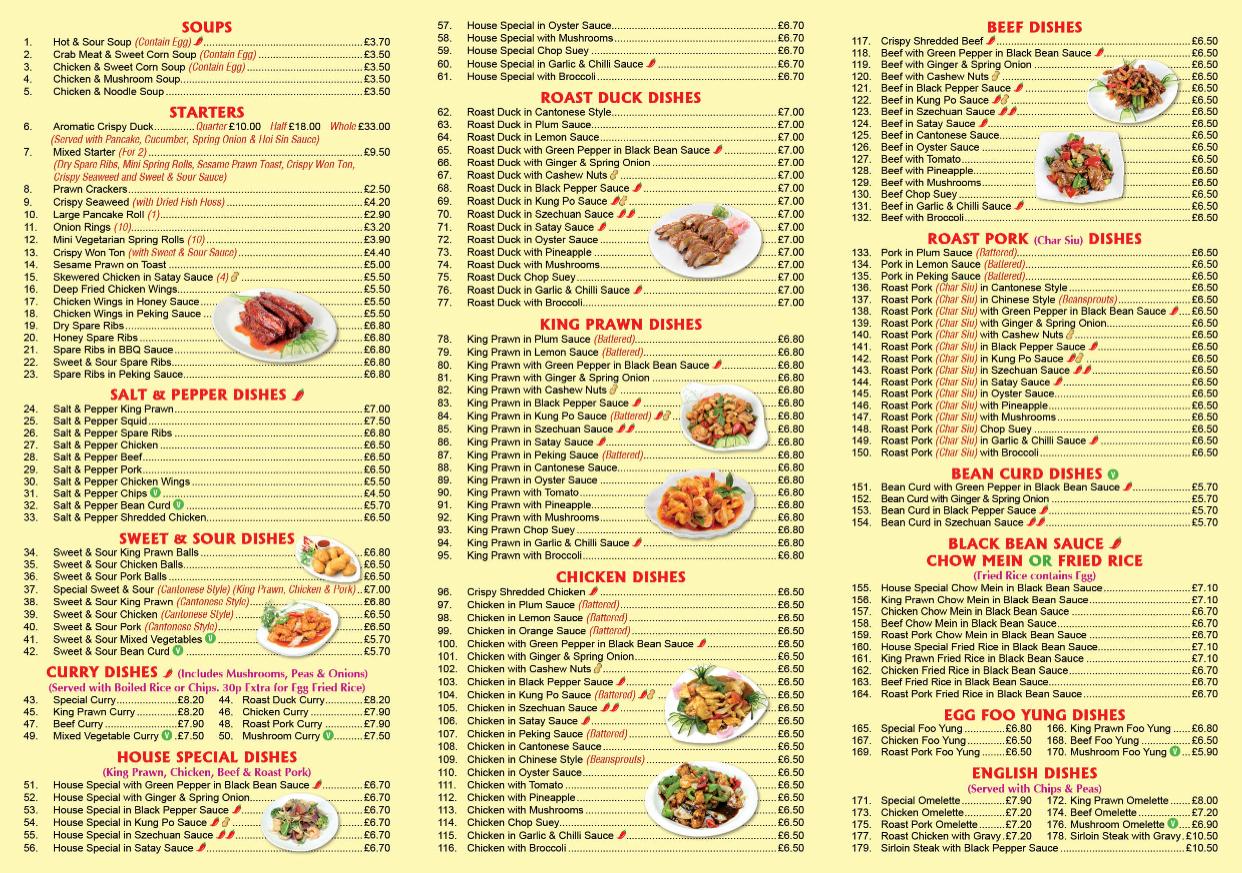 SOUPS
1. Hot & Sour Soup (Contain Egg) £3.70
2. Crab Meat & Sweet Corn Soup (Contain Egg) £3.50
3. Chicken & Sweet Corn Soup (Contain Egg) £3.50
4. Chicken & Mushroom Soup £3.50
5. Chicken & Noodle Soup £3.50
STARTERS
6. Aromatic Crispy Duck Quarter £10.00 Half £18.00 Whole £33.00
(Served with Pancake, Cucumber, Spring Onion & Hoi Sin Sauce)
7. Mixed Starter (For 2) £9.50
(Dry Spare Ribs, Mini Spring Rolls, Sesame Prawn Toast, Crispy Won Ton,
Crispy Seaweed and Sweet & Sour Sauce)
8. Prawn Crackers £2.50
9. Crispy Seaweed (with Dried Fish Floss) £4.20
10. Large Pancake Roll (1) £2.90
11. Onion Rings (10) £3.20
12. Mini Vegetarian Spring Rolls (10) £3.90
13. Crispy Won Ton (with Sweet & Sour Sauce) £4.40
14. Sesame Prawn on Toast £5.00
15. Skewered Chicken in Satay Sauce (4) £5.50
16. Deep Fried Chicken Wings £5.50
17. Chicken Wings in Honey Sauce £5.50
18. Chicken Wings in Peking Sauce £5.50
19. Dry Spare Ribs £6.80
20. Honey Spare Ribs £6.80
21. Spare Ribs in BBQ Sauce £6.80
22. Sweet & Sour Spare Ribs £6.80
23. Spare Ribs in Peking Sauce £6.80
SALT & PEPPER DISHES
24. Salt & Pepper King Prawn £7.00
25. Salt & Pepper Squid £7.50
26. Salt & Pepper Spare Ribs £6.80
27. Salt & Pepper Chicken £6.50
28. Salt & Pepper Beef £6.50
29. Salt & Pepper Pork £6.50
30. Salt & Pepper Chicken Wings £6.50
31. Salt & Pepper Chips V £4.50
32. Salt & Pepper Bean Curd V £5.70
33. Salt & Pepper Shredded Chicken £6.50
SWEET & SOUR DISHES
34. Sweet & Sour King Prawn Balls £6.80
35. Sweet & Sour Chicken Balls £6.50
36. Sweet & Sour Pork Balls £6.50
37. Special Sweet & Sour (Cantonese Style) (King Prawn, Chicken & Pork) £7.00
38. Sweet & Sour King Prawn (Cantonese Style) £6.80
39. Sweet & Sour Chicken (Cantonese Style) £6.50
40. Sweet & Sour Pork (Cantonese Style) £6.50
41. Sweet & Sour Mixed Vegetables V £5.70
42. Sweet & Sour Bean Curd V £5.70
CURRY DISHES (Includes Mushrooms, Peas & Onions)
(Served with Boiled Rice or Chips. 30p Extra for Egg Fried Rice)
43. Special Curry £8.20 44. Roast Duck Curry £8.20
45. King Prawn Curry £8.20 46. Chicken Curry £7.90
47. Beef Curry £7.90 48. Roast Pork Curry £7.90
49. Mixed Vegetable Curry V £7.50 50. Mushroom Curry V £7.50
HOUSE SPECIAL DISHES
(King Prawn, Chicken, Beef & Roast Pork)
51. House Special with Green Pepper in Black Bean Sauce £6.70
52. House Special with Ginger & Spring Onion £6.70
53. House Special in Black Pepper Sauce £6.70
54. House Special in Kung Po Sauce £6.70
55. House Special in Szechuan Sauce £6.70
56. House Special in Satay Sauce £6.70
57. House Special in Oyster Sauce £6.70
58. House Special with Mushrooms £6.70
59. House Special Chop Suey £6.70
60. House Special in Garlic & Chilli Sauce £6.70
61. House Special with Broccoli £6.70
ROAST DUCK DISHES
62. Roast Duck in Cantonese Style £7.00
63. Roast Duck in Plum Sauce £7.00
64. Roast Duck in Lemon Sauce £7.00
65. Roast Duck with Green Pepper in Black Bean Sauce £7.00
66. Roast Duck with Ginger & Spring Onion £7.00
67. Roast Duck with Cashew Nuts £7.00
68. Roast Duck in Black Pepper Sauce £7.00
69. Roast Duck in Kung Po Sauce £7.00
70. Roast Duck in Szechuan Sauce £7.00
71. Roast Duck in Satay Sauce £7.00
72. Roast Duck in Oyster Sauce £7.00
73. Roast Duck with Pineapple £7.00
74. Roast Duck with Mushrooms £7.00
75. Roast Duck Chop Suey £7.00
76. Roast Duck in Garlic & Chilli Sauce £7.00
77. Roast Duck with Broccoli £7.00
KING PRAWN DISHES
78. King Prawn in Plum Sauce (Battered) £6.80
79. King Prawn in Lemon Sauce (Battered) £6.80
80. King Prawn with Green Pepper in Black Bean Sauce £6.80
81. King Prawn with Ginger & Spring Onion £6.80
82. King Prawn with Cashew Nuts £6.80
83. King Prawn in Black Pepper Sauce £6.80
84. King Prawn in Kung Po Sauce (Battered) £6.80
85. King Prawn in Szechuan Sauce £6.80
86. King Prawn in Satay Sauce £6.80
87. King Prawn in Peking Sauce (Battered) £6.80
88. King Prawn in Cantonese Sauce £6.80
89. King Prawn in Oyster Sauce £6.80
90. King Prawn with Tomato £6.80
91. King Prawn with Pineapple £6.80
92. King Prawn with Mushrooms £6.80
93. King Prawn Chop Suey £6.80
94. King Prawn in Garlic & Chilli Sauce £6.80
95. King Prawn with Broccoli £6.80
CHICKEN DISHES
96. Crispy Shredded Chicken £6.50
97. Chicken in Plum Sauce (Battered) £6.50
98. Chicken in Lemon Sauce (Battered) £6.50
99. Chicken in Orange Sauce (Battered) £6.50
100. Chicken with Green Pepper in Black Bean Sauce £6.50
101. Chicken with Ginger & Spring Onion £6.50
102. Chicken with Cashew Nuts £6.50
103. Chicken in Black Pepper Sauce £6.50
104. Chicken in Kung Po Sauce (Battered) £6.50
105. Chicken in Szechuan Sauce £6.50
106. Chicken in Satay Sauce £6.50
107. Chicken in Peking Sauce (Battered) £6.50
108. Chicken in Cantonese Sauce £6.50
109. Chicken in Chinese Style (Beansprouts) £6.50
110. Chicken in Oyster Sauce £6.50
111. Chicken with Tomato £6.50
112. Chicken with Pineapple £6.50
113. Chicken with Mushrooms £6.50
114. Chicken Chop Suey £6.50
115. Chicken in Garlic & Chilli Sauce £6.50
116. Chicken with Broccoli £6.50
BEEF DISHES
117. Crispy Shredded Beef £6.50
118. Beef with Green Pepper in Black Bean Sauce £6.50
119. Beef with Ginger & Spring Onion £6.50
120. Beef with Cashew Nuts £6.50
121. Beef in Black Pepper Sauce £6.50
122. Beef in Kung Po Sauce £6.50
123. Beef in Szechuan Sauce £6.50
124. Beef in Satay Sauce £6.50
125. Beef in Cantonese Sauce £6.50
126. Beef in Oyster Sauce £6.50
127. Beef with Tomato £6.50
128. Beef with Pineapple £6.50
129. Beef with Mushrooms £6.50
130. Beef Chop Suey £6.50
131. Beef in Garlic & Chilli Sauce £6.50
132. Beef with Broccoli £6.50
ROAST PORK (Char Siu) DISHES
133. Pork in Plum Sauce (Battered) £6.50
134. Pork in Lemon Sauce (Battered) £6.50
135. Pork in Peking Sauce (Battered) £6.50
136. Roast Pork (Char Siu) in Cantonese Style £6.50
137. Roast Pork (Char Siu) in Chinese Style (Beansprouts) £6.50
138. Roast Pork (Char Siu) with Green Pepper in Black Bean Sauce £6.50
139. Roast Pork (Char Siu) with Ginger & Spring Onion £6.50
140. Roast Pork (Char Siu) with Cashew Nuts £6.50
141. Roast Pork (Char Siu) in Black Pepper Sauce £6.50
142. Roast Pork (Char Siu) in Kung Po Sauce £6.50
143. Roast Pork (Char Siu) in Szechuan Sauce £6.50
144. Roast Pork (Char Siu) in Satay Sauce £6.50
145. Roast Pork (Char Siu) in Oyster Sauce £6.50
146. Roast Pork (Char Siu) with Pineapple £6.50
147. Roast Pork (Char Siu) with Mushrooms £6.50
148. Roast Pork (Char Siu) Chop Suey £6.50
149. Roast Pork (Char Siu) in Garlic & Chilli Sauce £6.50
150. Roast Pork (Char Siu) with Broccoli £6.50
BEAN CURD DISHES V
151. Bean Curd with Green Pepper in Black Bean Sauce £5.70
152. Bean Curd with Ginger & Spring Onion £5.70
153. Bean Curd in Black Pepper Sauce £5.70
154. Bean Curd in Szechuan Sauce £5.70
BLACK BEAN SAUCE
CHOW MEIN OR FRIED RICE
(Fried Rice contains Egg)
155. House Special Chow Mein in Black Bean Sauce £7.10
156. King Prawn Chow Mein in Black Bean Sauce £7.10
157. Chicken Chow Mein in Black Bean Sauce £6.70
158. Beef Chow Mein in Black Bean Sauce £6.70
159. Roast Pork Chow Mein in Black Bean Sauce £6.70
160. House Special Fried Rice in Black Bean Sauce £7.10
161. King Prawn Fried Rice in Black Bean Sauce £7.10
162. Chicken Fried Rice in Black Bean Sauce £6.70
163. Beef Fried Rice in Black Bean Sauce £6.70
164. Roast Pork Fried Rice in Black Bean Sauce £6.70
EGG FOO YUNG DISHES
165. Special Foo Yung £6.80 166. King Prawn Foo Yung £6.80
167. Chicken Foo Yung £6.50 168. Beef Foo Yung £6.50
169. Roast Pork Foo Yung £6.50 170. Mushroom Foo Yung V £5.90
ENGLISH DISHES
(Served with Chips & Peas)
171. Special Omelette £7.90 172. King Prawn Omelette £8.00
173. Chicken Omelette £7.20 174. Beef Omelette £7.20
175. Roast Pork Omelette £7.20 176. Mushroom Omelette V £6.90
177. Roast Chicken with Gravy £7.20 178. Sirloin Steak with Gravy £10.50
179. Sirloin Steak with Black Pepper Sauce £10.50